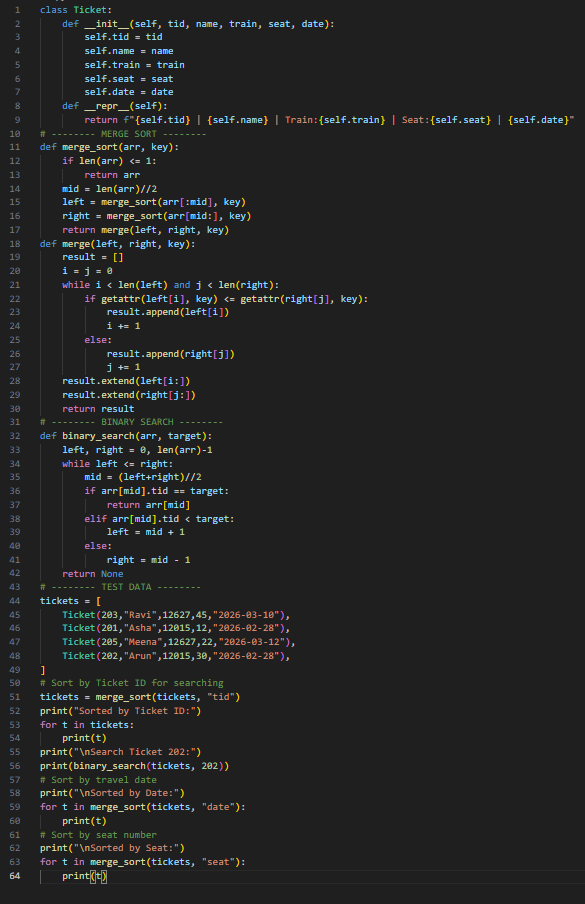 1 class Ticket:
2     def __init__(self, tid, name, train, seat, date):
3         self.tid = tid
4         self.name = name
5         self.train = train
6         self.seat = seat
7         self.date = date
8     def __repr__(self):
9         return f"{self.tid} | {self.name} | Train:{self.train} | Seat:{self.seat} | {self.date}"
10 # -------- MERGE SORT --------
11 def merge_sort(arr, key):
12     if len(arr) <= 1:
13         return arr
14     mid = len(arr)//2
15     left = merge_sort(arr[:mid], key)
16     right = merge_sort(arr[mid:], key)
17     return merge(left, right, key)
18 def merge(left, right, key):
19     result = []
20     i = j = 0
21     while i < len(left) and j < len(right):
22         if getattr(left[i], key) <= getattr(right[j], key):
23             result.append(left[i])
24             i += 1
25         else:
26             result.append(right[j])
27             j += 1
28     result.extend(left[i:])
29     result.extend(right[j:])
30     return result
31 # -------- BINARY SEARCH --------
32 def binary_search(arr, target):
33     left, right = 0, len(arr)-1
34     while left <= right:
35         mid = (left+right)//2
36         if arr[mid].tid == target:
37             return arr[mid]
38         elif arr[mid].tid < target:
39             left = mid + 1
40         else:
41             right = mid - 1
42     return None
43 # -------- TEST DATA --------
44 tickets = [
45     Ticket(203,"Ravi",12627,45,"2026-03-10"),
46     Ticket(201,"Asha",12015,12,"2026-02-28"),
47     Ticket(205,"Meena",12627,22,"2026-03-12"),
48     Ticket(202,"Arun",12015,30,"2026-02-28"),
49 ]
50 # Sort by Ticket ID for searching
51 tickets = merge_sort(tickets, "tid")
52 print("Sorted by Ticket ID:")
53 for t in tickets:
54     print(t)
55 print("\nSearch Ticket 202:")
56 print(binary_search(tickets, 202))
57 # Sort by travel date
58 print("\nSorted by Date:")
59 for t in merge_sort(tickets, "date"):
60     print(t)
61 # Sort by seat number
62 print("\nSorted by Seat:")
63 for t in merge_sort(tickets, "seat"):
64     print(t)